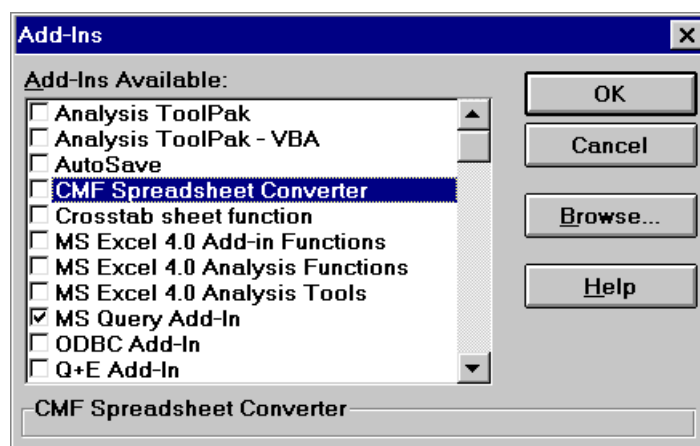 Add-Ins
Add-Ins Available:
Analysis ToolPak
Analysis ToolPak - VBA
AutoSave
CMF Spreadsheet Converter
Crosstab sheet function
MS Excel 4.0 Add-in Functions
MS Excel 4.0 Analysis Functions
MS Excel 4.0 Analysis Tools
MS Query Add-In
ODBC Add-In
Q+E Add-In
OK
Cancel
Browse...
Help
CMF Spreadsheet Converter